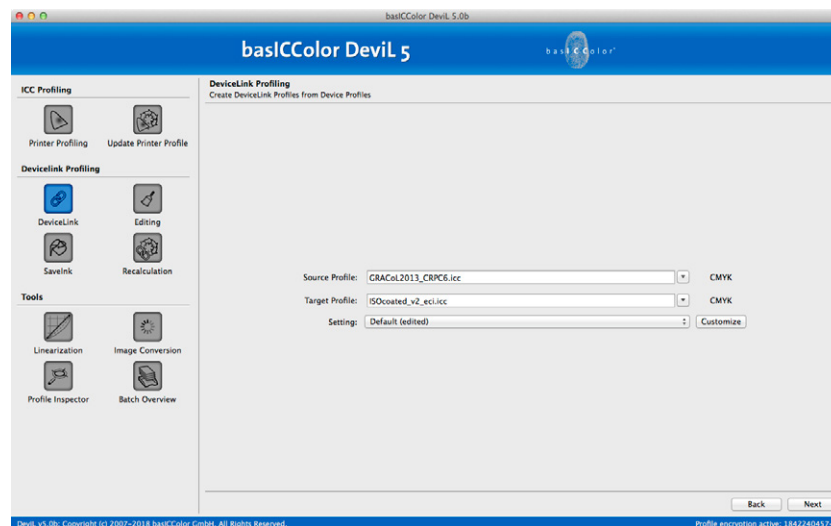 basICColor DeviL 5.0b
basICColor DeviL 5
basICColor
ICC Profiling
Printer Profiling
Update Printer Profile
Devicelink Profiling
DeviceLink
Editing
SaveInk
Recalculation
Tools
Linearization
Image Conversion
Profile Inspector
Batch Overview
DeviceLink Profiling
Create DeviceLink Profiles from Device Profiles
Source Profile: GRACoL2013_CRPC6.icc CMYK
Target Profile: ISOcoated_v2_eci.icc CMYK
Setting: Default (edited) Customize
Back Next
DeviL v5.0b; Copyright (c) 2007-2018 basICColor GmbH. All Rights Reserved.
Profile encryption active: